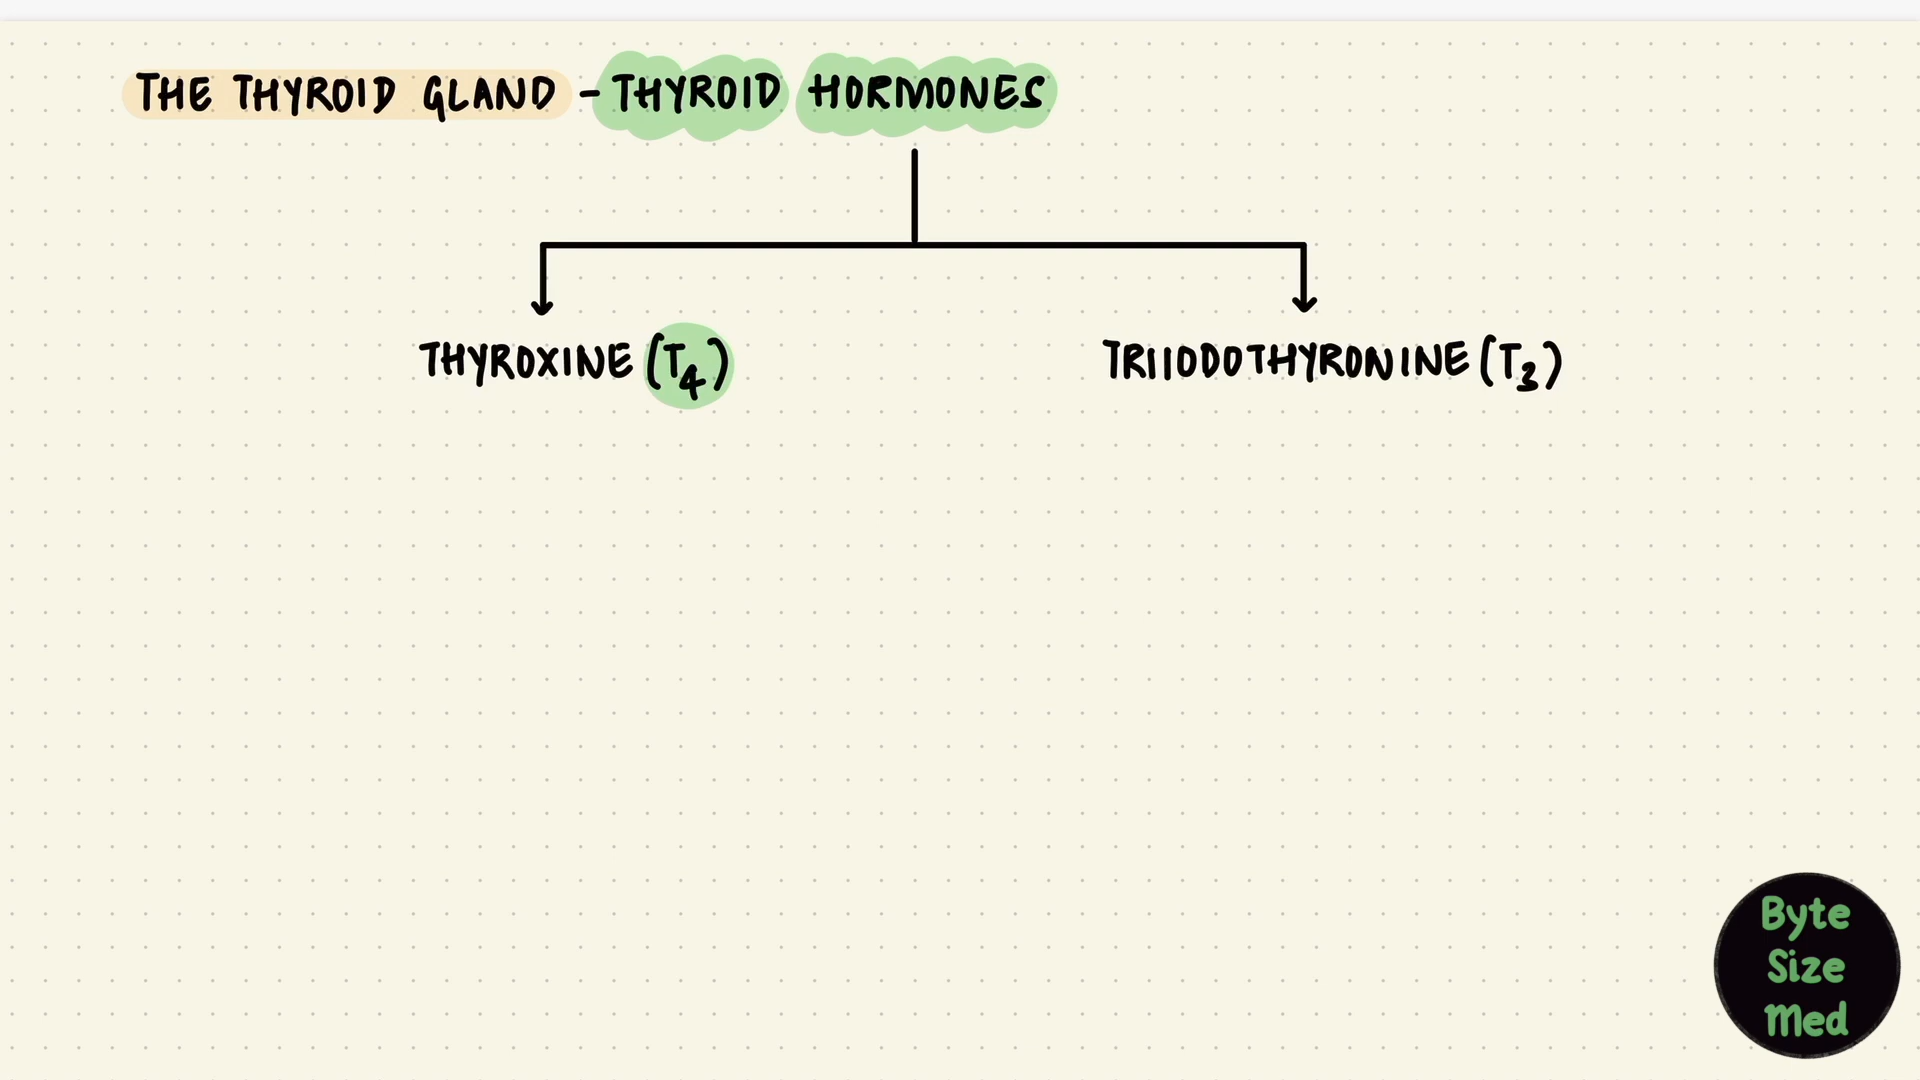 THE THYROID GLAND - THYROID HORMONES
THYROXINE (T₄)
TRIIODOTHYRONINE (T₃)
Byte
Size
Med